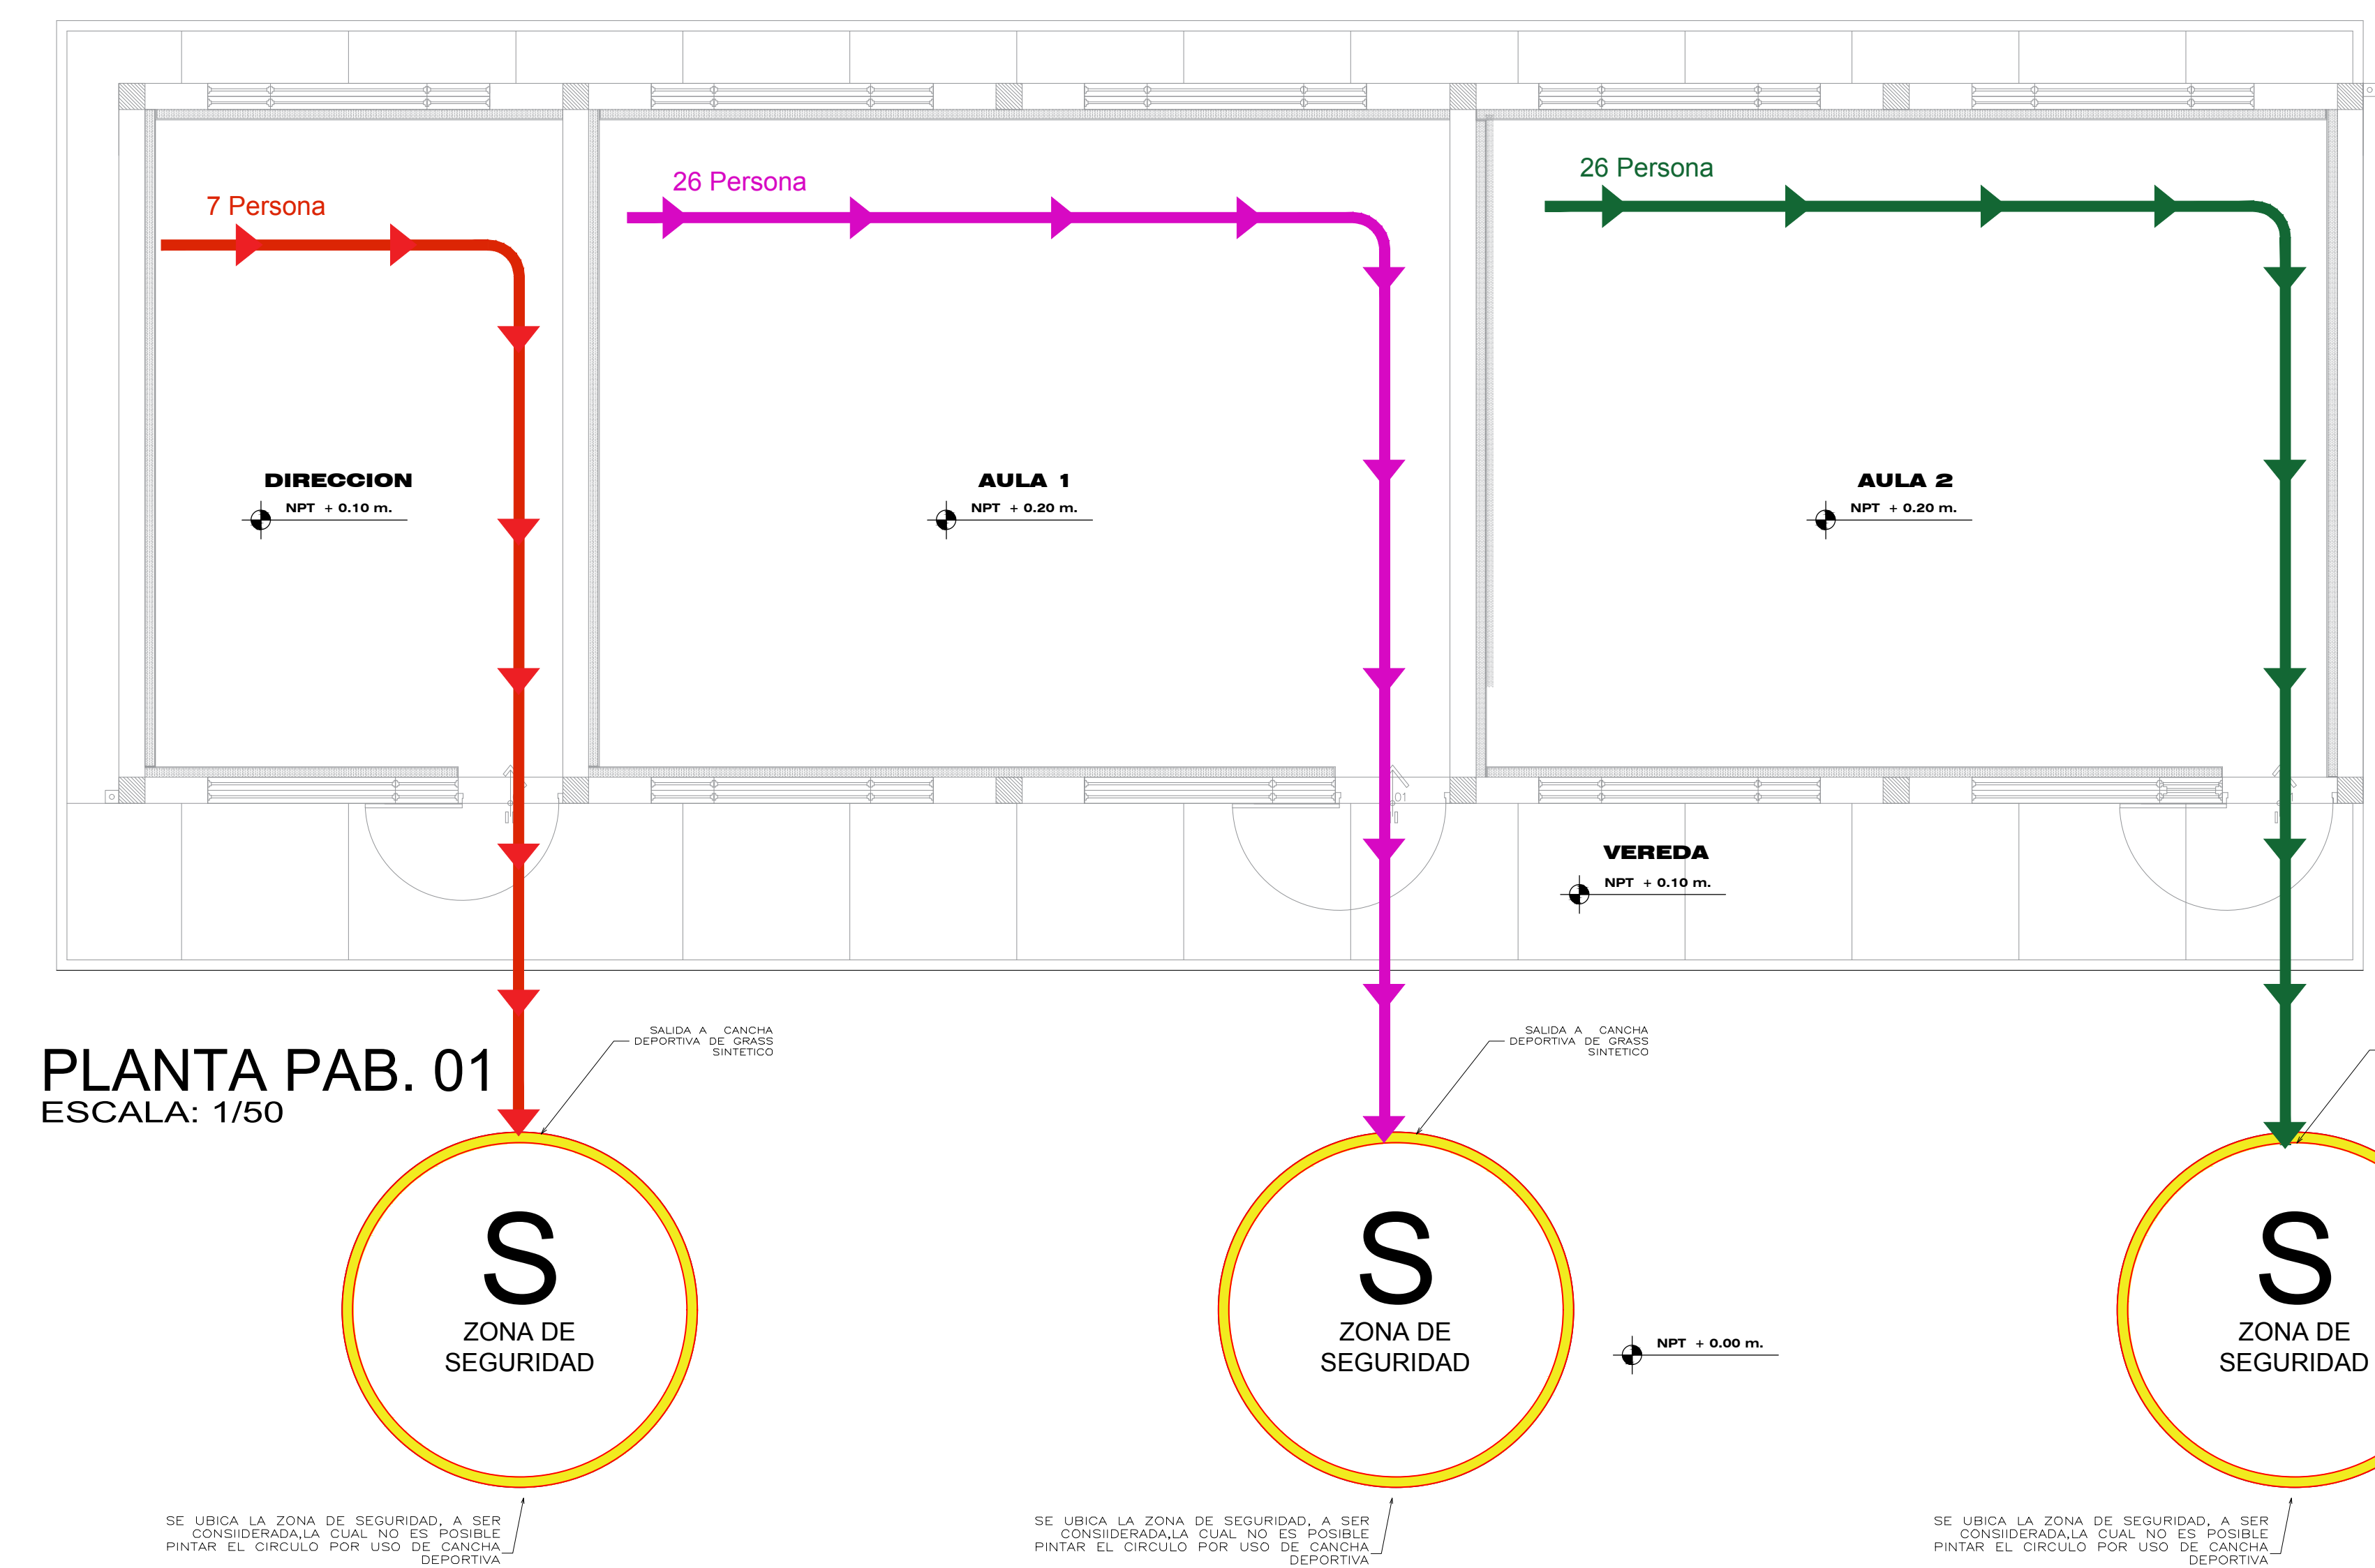 7 Persona
26 Persona
26 Persona
DIRECCION
NPT + 0.10 m.
AULA 1
NPT + 0.20 m.
AULA 2
NPT + 0.20 m.
VEREDA
NPT + 0.10 m.
PLANTA PAB. 01
ESCALA: 1/50
SALIDA A CANCHA
DEPORTIVA DE GRASS
SINTETICO
SALIDA A CANCHA
DEPORTIVA DE GRASS
SINTETICO
S
ZONA DE
SEGURIDAD
S
ZONA DE
SEGURIDAD
NPT + 0.00 m.
S
ZONA DE
SEGURIDAD
SE UBICA LA ZONA DE SEGURIDAD, A SER
CONSIIDERADA,LA CUAL NO ES POSIBLE
PINTAR EL CIRCULO POR USO DE CANCHA
DEPORTIVA
SE UBICA LA ZONA DE SEGURIDAD, A SER
CONSIIDERADA,LA CUAL NO ES POSIBLE
PINTAR EL CIRCULO POR USO DE CANCHA
DEPORTIVA
SE UBICA LA ZONA DE SEGURIDAD, A SER
CONSIIDERADA,LA CUAL NO ES POSIBLE
PINTAR EL CIRCULO POR USO DE CANCHA
DEPORTIVA